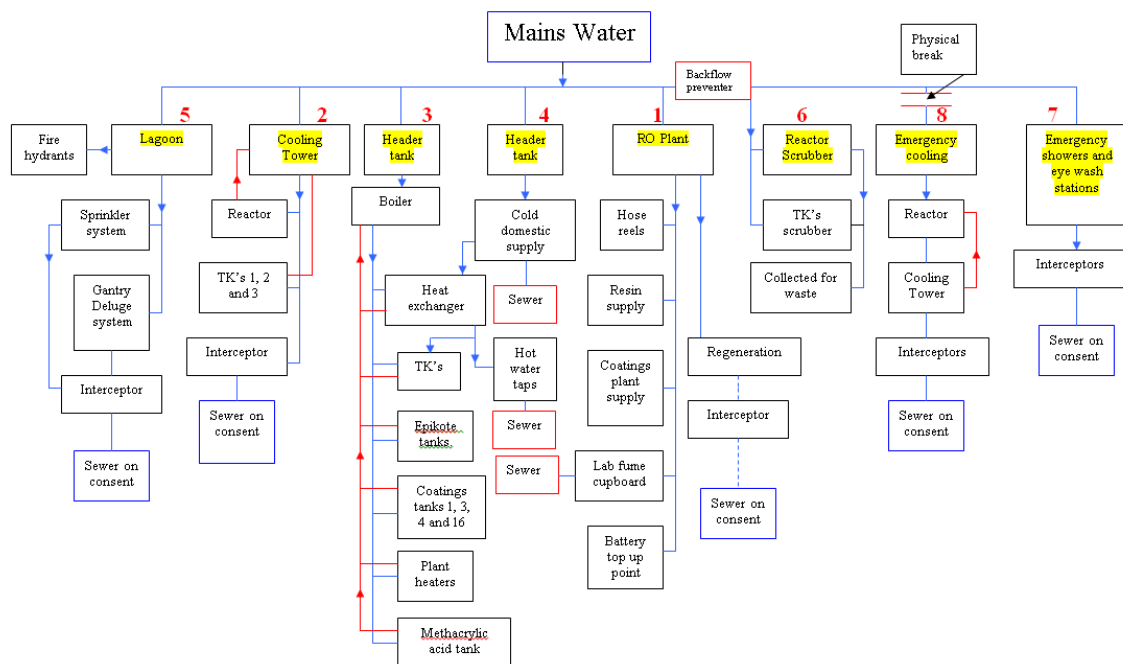 Mains Water
Physical
break
Backflow
preventer
5
2
3
4
1
6
8
7
Fire
hydrants
Lagoon
Cooling
Tower
Header
tank
Header
tank
RO Plant
Reactor
Scrubber
Emergency
cooling
Emergency
showers and
eye wash
stations
Sprinkler
system
Reactor
Boiler
Cold
domestic
supply
Hose
reels
TK's
scrubber
Reactor
Interceptors
Gantry
Deluge
system
TK's 1, 2
and 3
Heat
exchanger
Sewer
Resin
supply
Collected for
waste
Cooling
Tower
Interceptor
Interceptor
TK's
Hot
water
taps
Coatings
plant
supply
Regeneration
Interceptors
Sewer on
consent
Sewer on
consent
Sewer on
consent
Epikote
tanks
Sewer
Interceptor
Sewer on
consent
Sewer
Lab fume
cupboard
Coatings
tanks 1, 3,
4 and 16
Sewer on
consent
Plant
heaters
Battery
top up
point
Methacrylic
acid tank